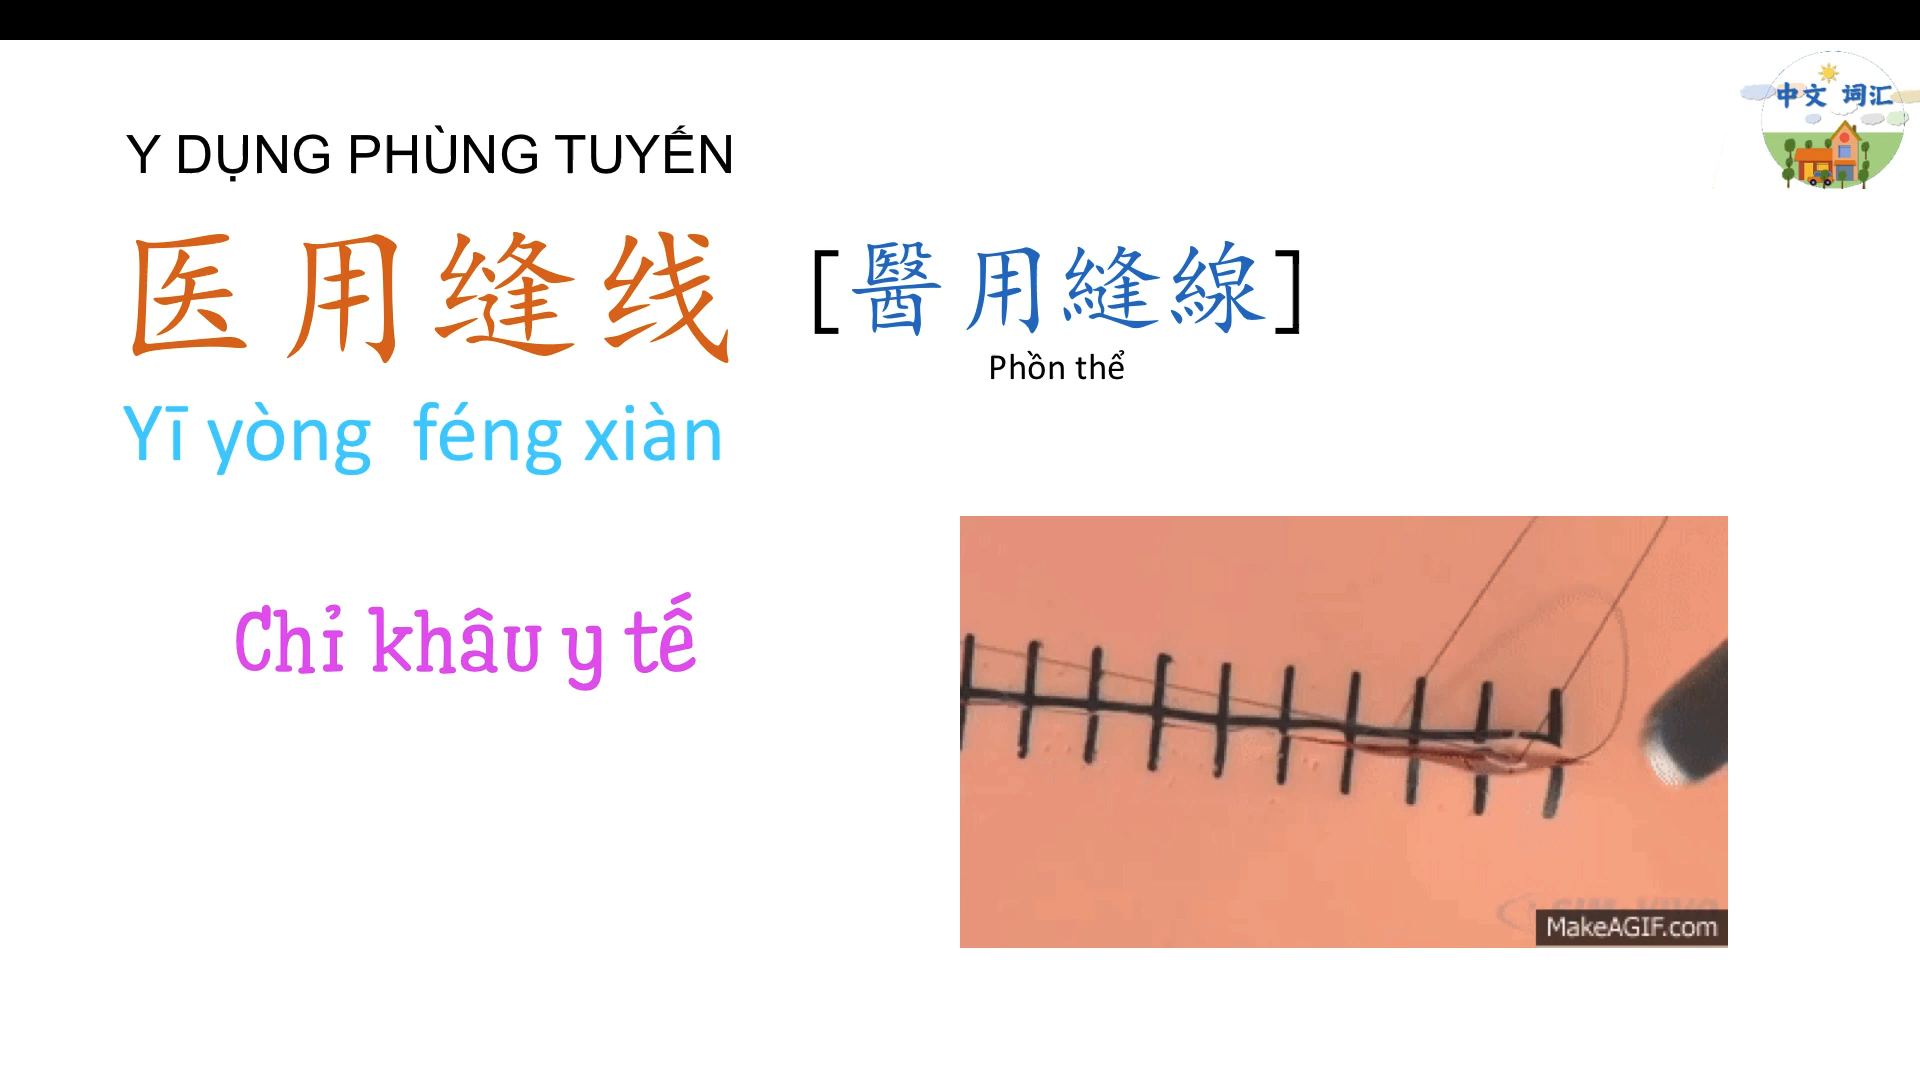 中文 词汇
Y DỤNG PHÙNG TUYẾN
医用缝线 [醫用縫線]
Phồn thể
Yī yòng féng xiàn
Chỉ khâu y tế
MakeAGIF.com